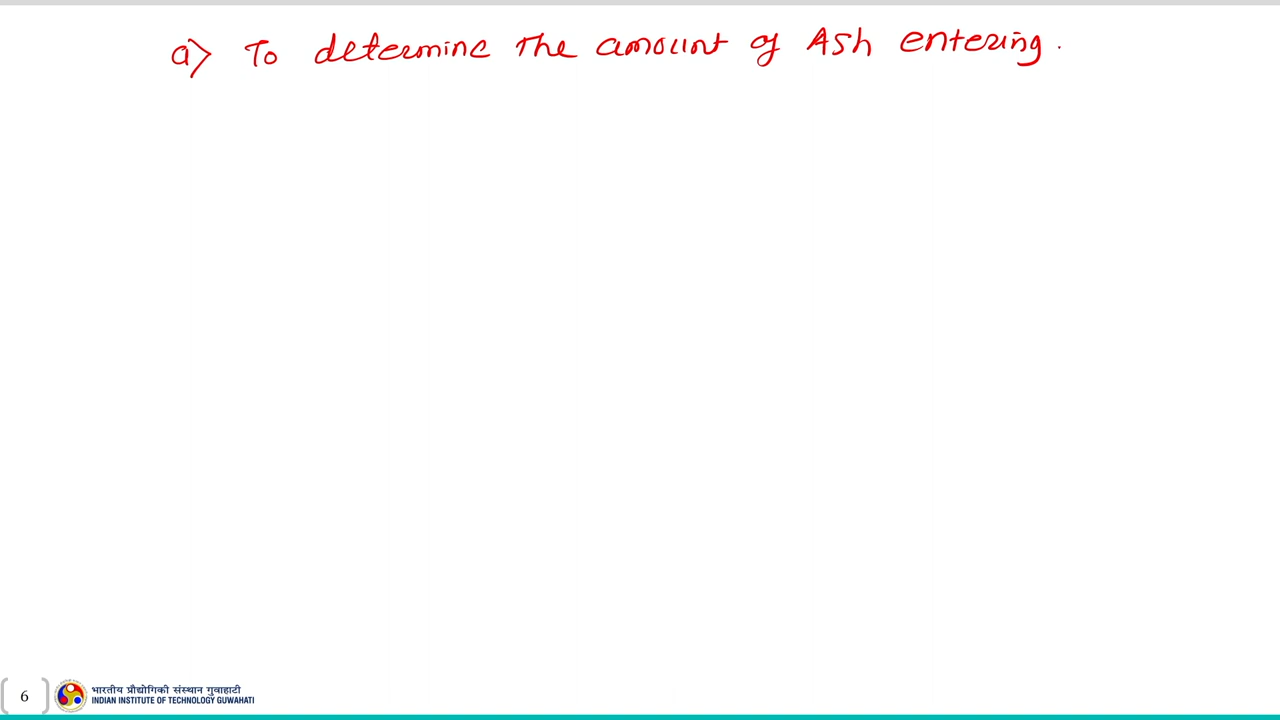 a) To determine the amount of Ash entering.
6
भारतीय प्रौद्योगिकी संस्थान गुवाहाटी
INDIAN INSTITUTE OF TECHNOLOGY GUWAHATI